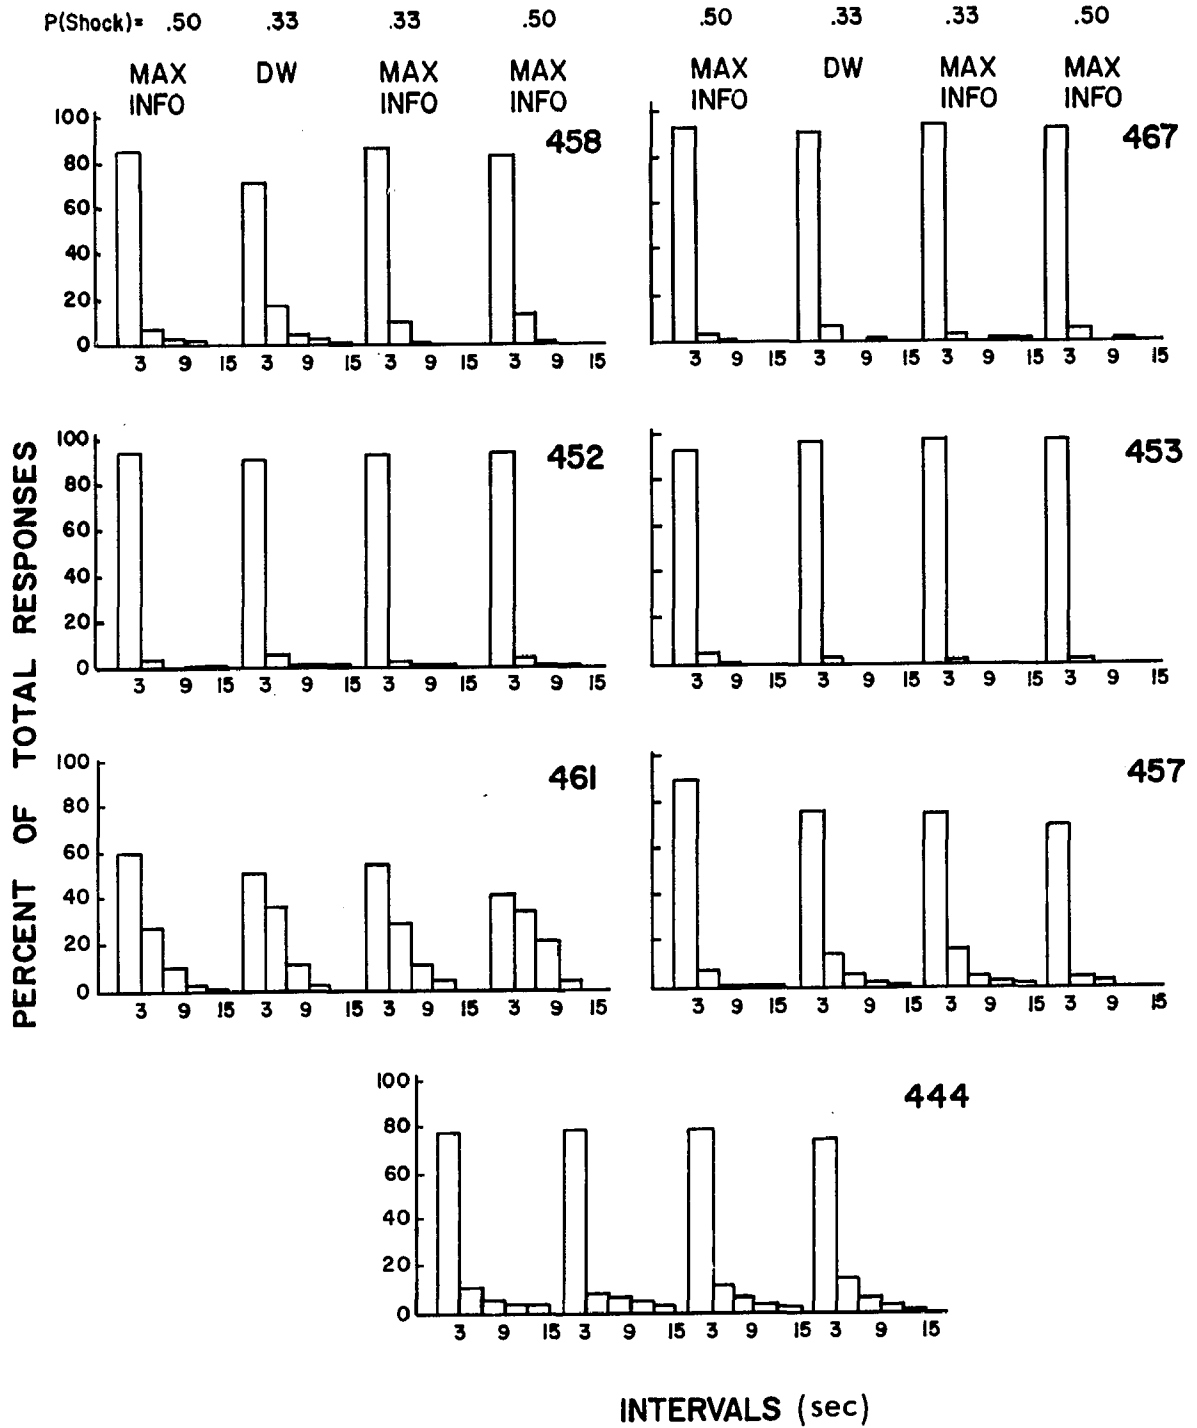 P(Shock)= .50 .33 .33 .50 .50 .33 .33 .50
MAX INFO DW MAX INFO MAX INFO MAX INFO DW MAX INFO MAX INFO
458
100
80
60
40
20
0
3 9 15 3 9 15 3 9 15 3 9 15
467
3 9 15 3 9 15 3 9 15 3 9 15
452
100
80
60
40
20
0
3 9 15 3 9 15 3 9 15 3 9 15
453
3 9 15 3 9 15 3 9 15 3 9 15
461
100
80
60
40
20
0
3 9 15 3 9 15 3 9 15 3 9 15
457
3 9 15 3 9 15 3 9 15 3 9 15
444
100
80
60
40
20
0
3 9 15 3 9 15 3 9 15 3 9 15
PERCENT OF TOTAL RESPONSES
INTERVALS (sec)